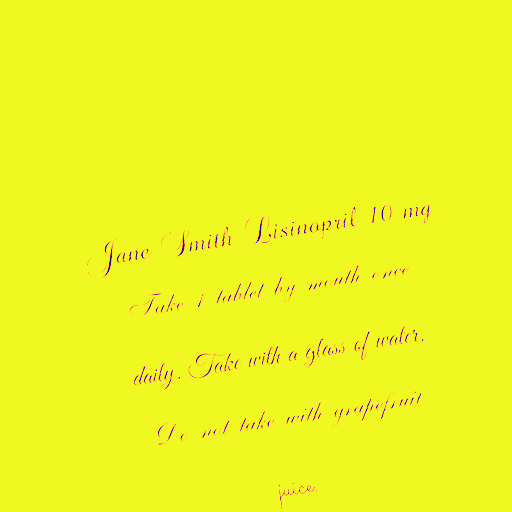 Jane Smith Lisinopril 10 mg
Take 1 tablet by mouth once
daily. Take with a glass of water.
Do not take with grapefruit
juice.